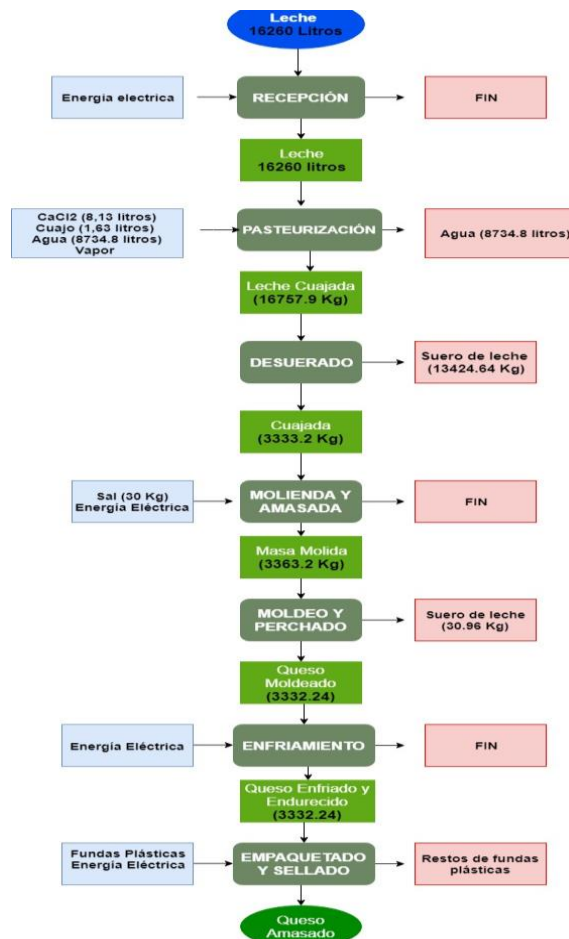 Leche
16260 Litros
Energía electrica
RECEPCIÓN
FIN
Leche
16260 litros
CaCl2 (8,13 litros)
Cuajo (1,63 litros)
Agua (8734.8 litros)
Vapor
PASTEURIZACIÓN
Agua (8734.8 litros)
Leche Cuajada
(16757.9 Kg)
DESUERADO
Suero de leche
(13424.64 Kg)
Cuajada
(3333.2 Kg)
Sal (30 Kg)
Energía Eléctrica
MOLIENDA Y
AMASADA
FIN
Masa Molida
(3363.2 Kg)
MOLDEO Y
PERCHADO
Suero de leche
(30.96 Kg)
Queso
Moldeado
(3332.24)
Energía Eléctrica
ENFRIAMIENTO
FIN
Queso Enfriado y
Endurecido
(3332.24)
Fundas Plásticas
Energía Eléctrica
EMPAQUETADO
Y SELLADO
Restos de fundas
plásticas
Queso
Amasado